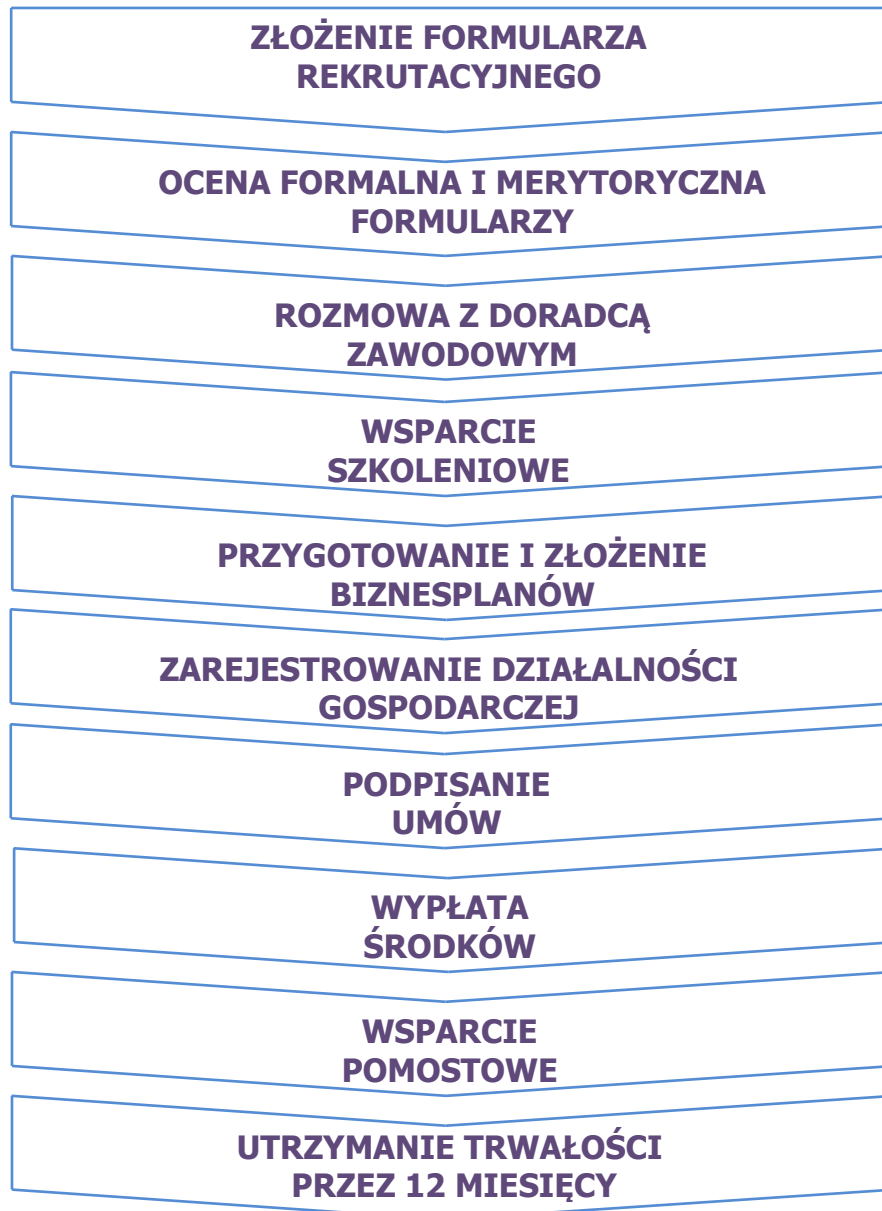 ZŁOŻENIE FORMULARZA
REKRUTACYJNEGO
OCENA FORMALNA I MERYTORYCZNA
FORMULARZY
ROZMOWA Z DORADCĄ
ZAWODOWYM
WSPARCIE
SZKOLENIOWE
PRZYGOTOWANIE I ZŁOŻENIE
BIZNESPLANÓW
ZAREJESTROWANIE DZIAŁALNOŚCI
GOSPODARCZEJ
PODPISANIE
UMÓW
WYPŁATA
ŚRODKÓW
WSPARCIE
POMOSTOWE
UTRZYMANIE TRWAŁOŚCI
PRZEZ 12 MIESIĘCY